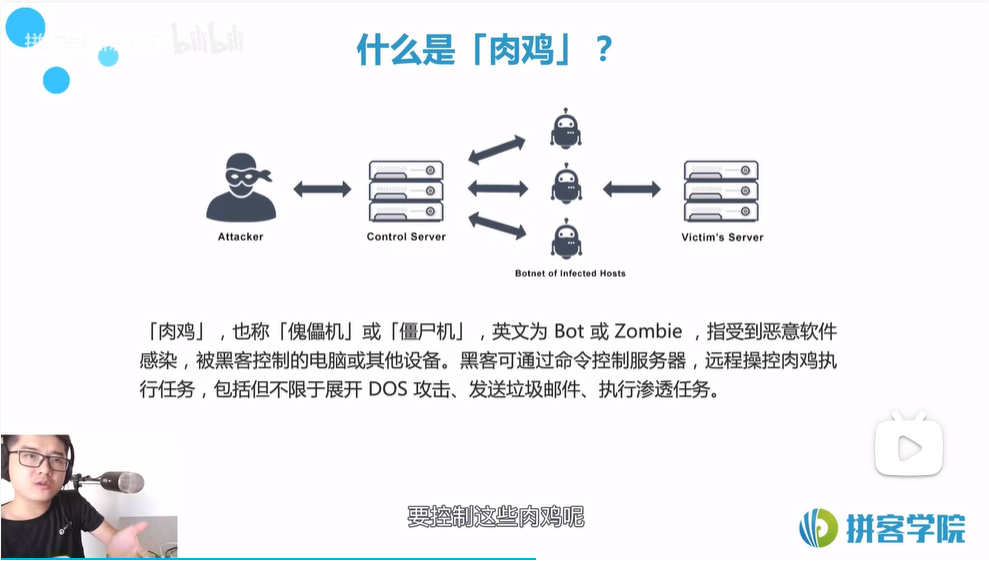 bilibili
什么是「肉鸡」？
Attacker
Control Server
Botnet of Infected Hosts
Victim's Server
「肉鸡」，也称「傀儡机」或「僵尸机」，英文为 Bot 或 Zombie ，指受到恶意软件
感染，被黑客控制的电脑或其他设备。黑客可通过命令控制服务器，远程操控肉鸡执
行任务，包括但不限于展开 DOS 攻击、发送垃圾邮件、执行渗透任务。
要控制这些肉鸡呢
拼客学院